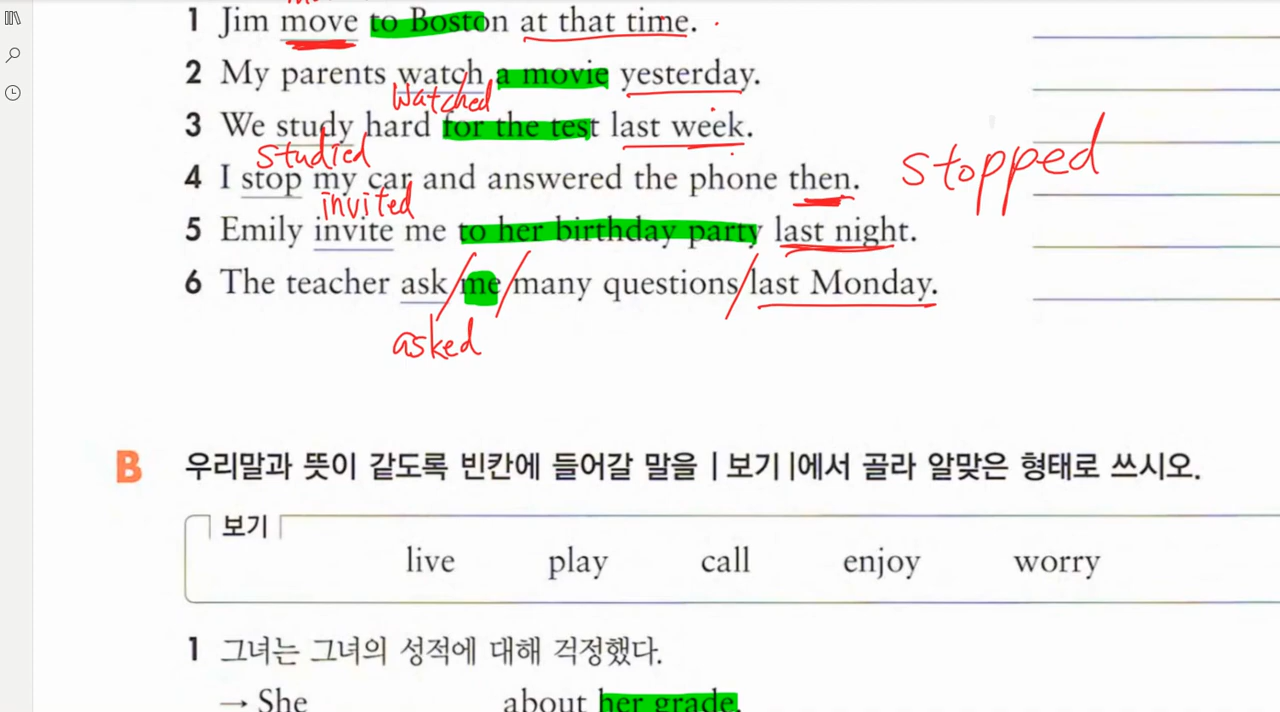 1 Jim move to Boston at that time.
2 My parents watch a movie yesterday.
watched
3 We study hard for the test last week.
studied
stopped
4 I stop my car and answered the phone then.
invited
5 Emily invite me to her birthday party last night.
6 The teacher ask/me/many questions/last Monday.
asked
B 우리말과 뜻이 같도록 빈칸에 들어갈 말을 | 보기 |에서 골라 알맞은 형태로 쓰시오.
보기
live play call enjoy worry
1 그녀는 그녀의 성적에 대해 걱정했다.
→ She about her grade.